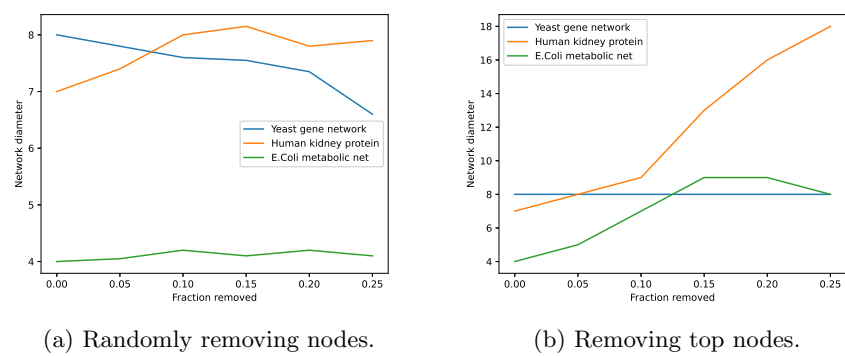 8
7
6
5
4
Network diameter
Yeast gene network
Human kidney protein
E.Coli metabolic net
0.00 0.05 0.10 0.15 0.20 0.25
Fraction removed
(a) Randomly removing nodes.
18
16
14
12
10
8
6
4
Network diameter
Yeast gene network
Human kidney protein
E.Coli metabolic net
0.00 0.05 0.10 0.15 0.20 0.25
Fraction removed
(b) Removing top nodes.